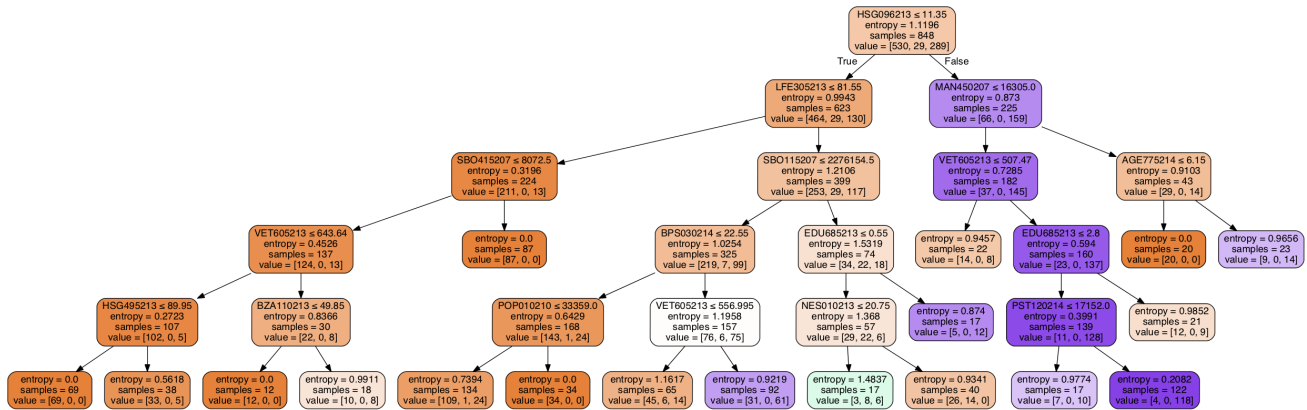 HSG096213 ≤ 11.35
entropy = 1.1196
samples = 848
value = [530, 29, 289]
True
False
LFE305213 ≤ 81.55
entropy = 0.9943
samples = 623
value = [464, 29, 130]
MAN450207 ≤ 16305.0
entropy = 0.873
samples = 225
value = [66, 0, 159]
SBO415207 ≤ 8072.5
entropy = 0.3196
samples = 224
value = [211, 0, 13]
SBO115207 ≤ 2276154.5
entropy = 1.2106
samples = 399
value = [253, 29, 117]
VET605213 ≤ 507.47
entropy = 0.7285
samples = 182
value = [37, 0, 145]
AGE775214 ≤ 6.15
entropy = 0.9103
samples = 43
value = [29, 0, 14]
VET605213 ≤ 643.64
entropy = 0.4526
samples = 137
value = [124, 0, 13]
entropy = 0.0
samples = 87
value = [87, 0, 0]
BPS030214 ≤ 22.55
entropy = 1.0254
samples = 325
value = [219, 7, 99]
EDU685213 ≤ 0.55
entropy = 1.5319
samples = 74
value = [34, 22, 18]
entropy = 0.9457
samples = 22
value = [14, 0, 8]
EDU685213 ≤ 2.8
entropy = 0.594
samples = 160
value = [23, 0, 137]
entropy = 0.0
samples = 20
value = [20, 0, 0]
entropy = 0.9656
samples = 23
value = [9, 0, 14]
HSG495213 ≤ 89.95
entropy = 0.2723
samples = 107
value = [102, 0, 5]
BZA110213 ≤ 49.85
entropy = 0.8366
samples = 30
value = [22, 0, 8]
POP010210 ≤ 33359.0
entropy = 0.6429
samples = 168
value = [143, 1, 24]
VET605213 ≤ 556.995
entropy = 1.1958
samples = 157
value = [76, 6, 75]
NES010213 ≤ 20.75
entropy = 1.368
samples = 57
value = [29, 22, 6]
entropy = 0.874
samples = 17
value = [5, 0, 12]
PST120214 ≤ 17152.0
entropy = 0.3991
samples = 139
value = [11, 0, 128]
entropy = 0.9852
samples = 21
value = [12, 0, 9]
entropy = 0.0
samples = 69
value = [69, 0, 0]
entropy = 0.5618
samples = 38
value = [33, 0, 5]
entropy = 0.0
samples = 12
value = [12, 0, 0]
entropy = 0.9911
samples = 18
value = [10, 0, 8]
entropy = 0.7394
samples = 134
value = [109, 1, 24]
entropy = 0.0
samples = 34
value = [34, 0, 0]
entropy = 1.1617
samples = 65
value = [45, 6, 14]
entropy = 0.9219
samples = 92
value = [31, 0, 61]
entropy = 1.4837
samples = 17
value = [3, 8, 6]
entropy = 0.9341
samples = 40
value = [26, 14, 0]
entropy = 0.9774
samples = 17
value = [7, 0, 10]
entropy = 0.2082
samples = 122
value = [4, 0, 118]